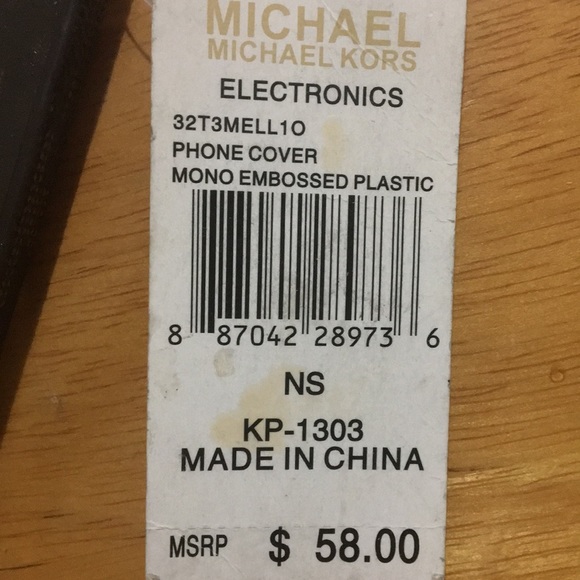 MICHAEL
MICHAEL KORS
ELECTRONICS
32T3MELL1O
PHONE COVER
MONO EMBOSSED PLASTIC
8 87042 28973 6
NS
KP-1303
MADE IN CHINA
MSRP $ 58.00